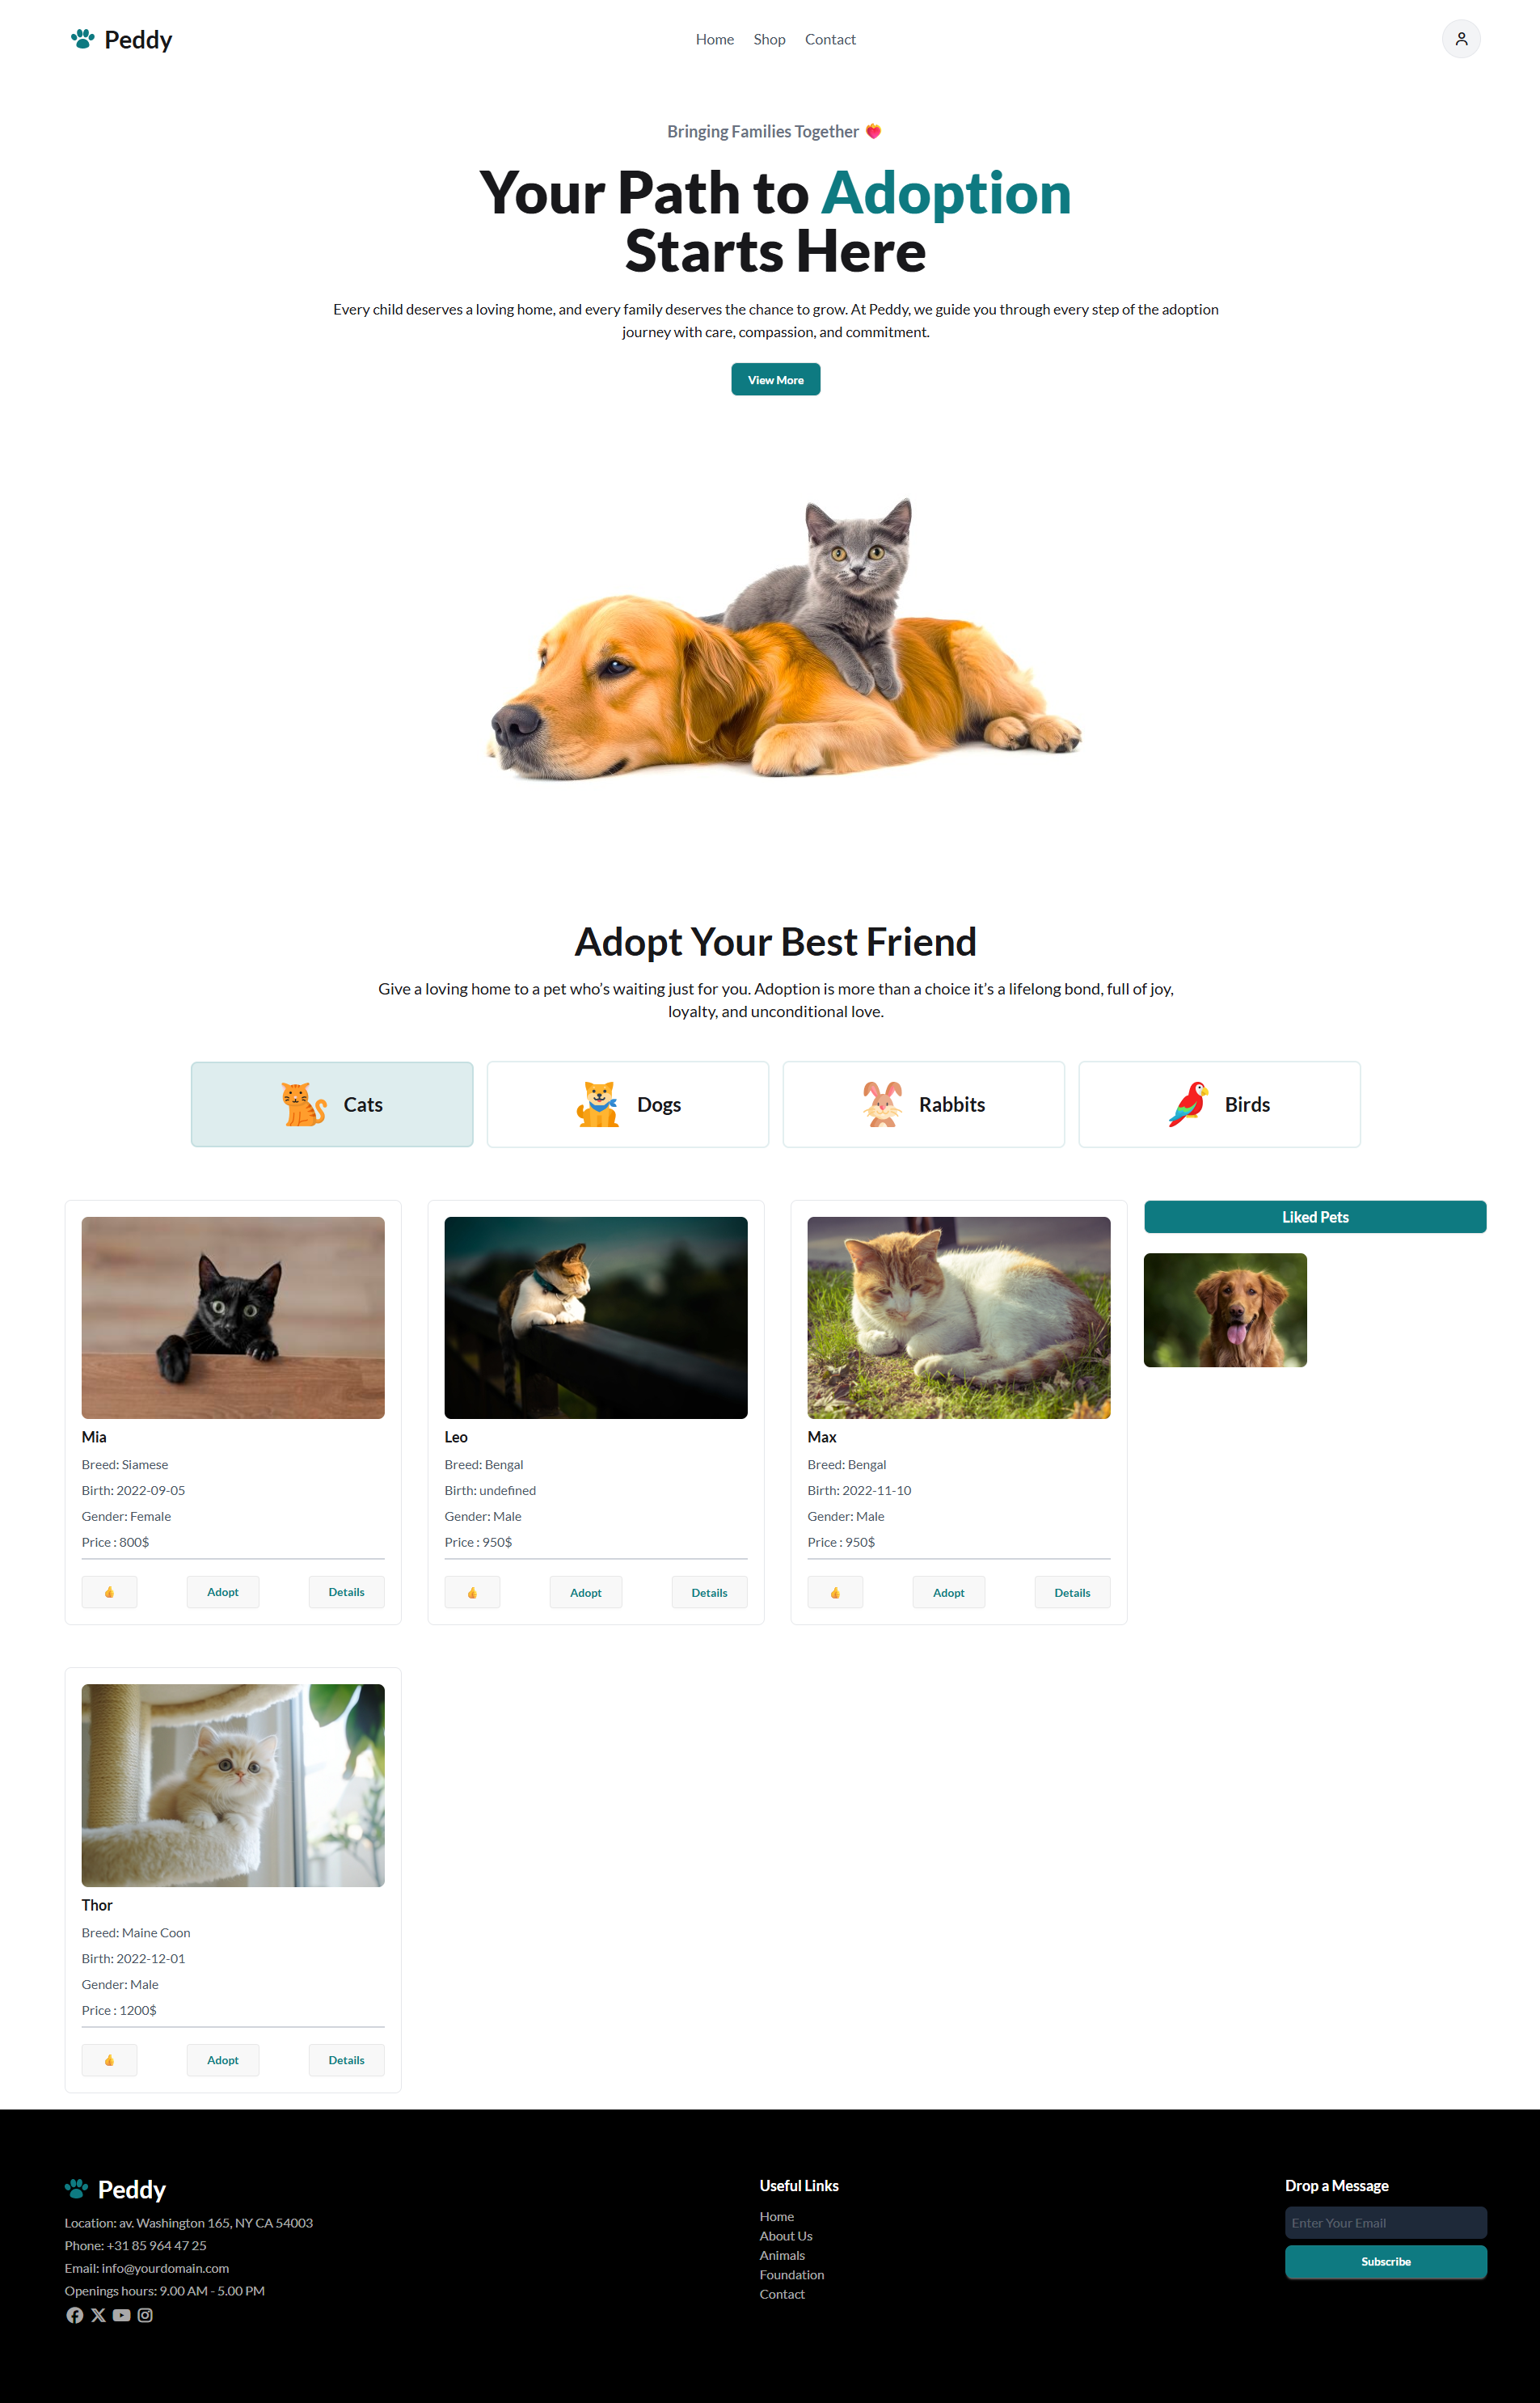 Peddy
Home Shop Contact
Bringing Families Together
Your Path to Adoption
Starts Here
Every child deserves a loving home, and every family deserves the chance to grow. At Peddy, we guide you through every step of the adoption
journey with care, compassion, and commitment.
View More
Adopt Your Best Friend
Give a loving home to a pet who’s waiting just for you. Adoption is more than a choice it’s a lifelong bond, full of joy,
loyalty, and unconditional love.
Cats
Dogs
Rabbits
Birds
Mia
Breed: Siamese
Birth: 2022-09-05
Gender: Female
Price : 800$
Adopt
Details
Leo
Breed: Bengal
Birth: undefined
Gender: Male
Price : 950$
Adopt
Details
Max
Breed: Bengal
Birth: 2022-11-10
Gender: Male
Price : 950$
Adopt
Details
Liked Pets
Thor
Breed: Maine Coon
Birth: 2022-12-01
Gender: Male
Price : 1200$
Adopt
Details
Peddy
Location: av. Washington 165, NY CA 54003
Phone: +31 85 964 47 25
Email: info@yourdomain.com
Openings hours: 9.00 AM - 5.00 PM
Useful Links
Home
About Us
Animals
Foundation
Contact
Drop a Message
Enter Your Email
Subscribe